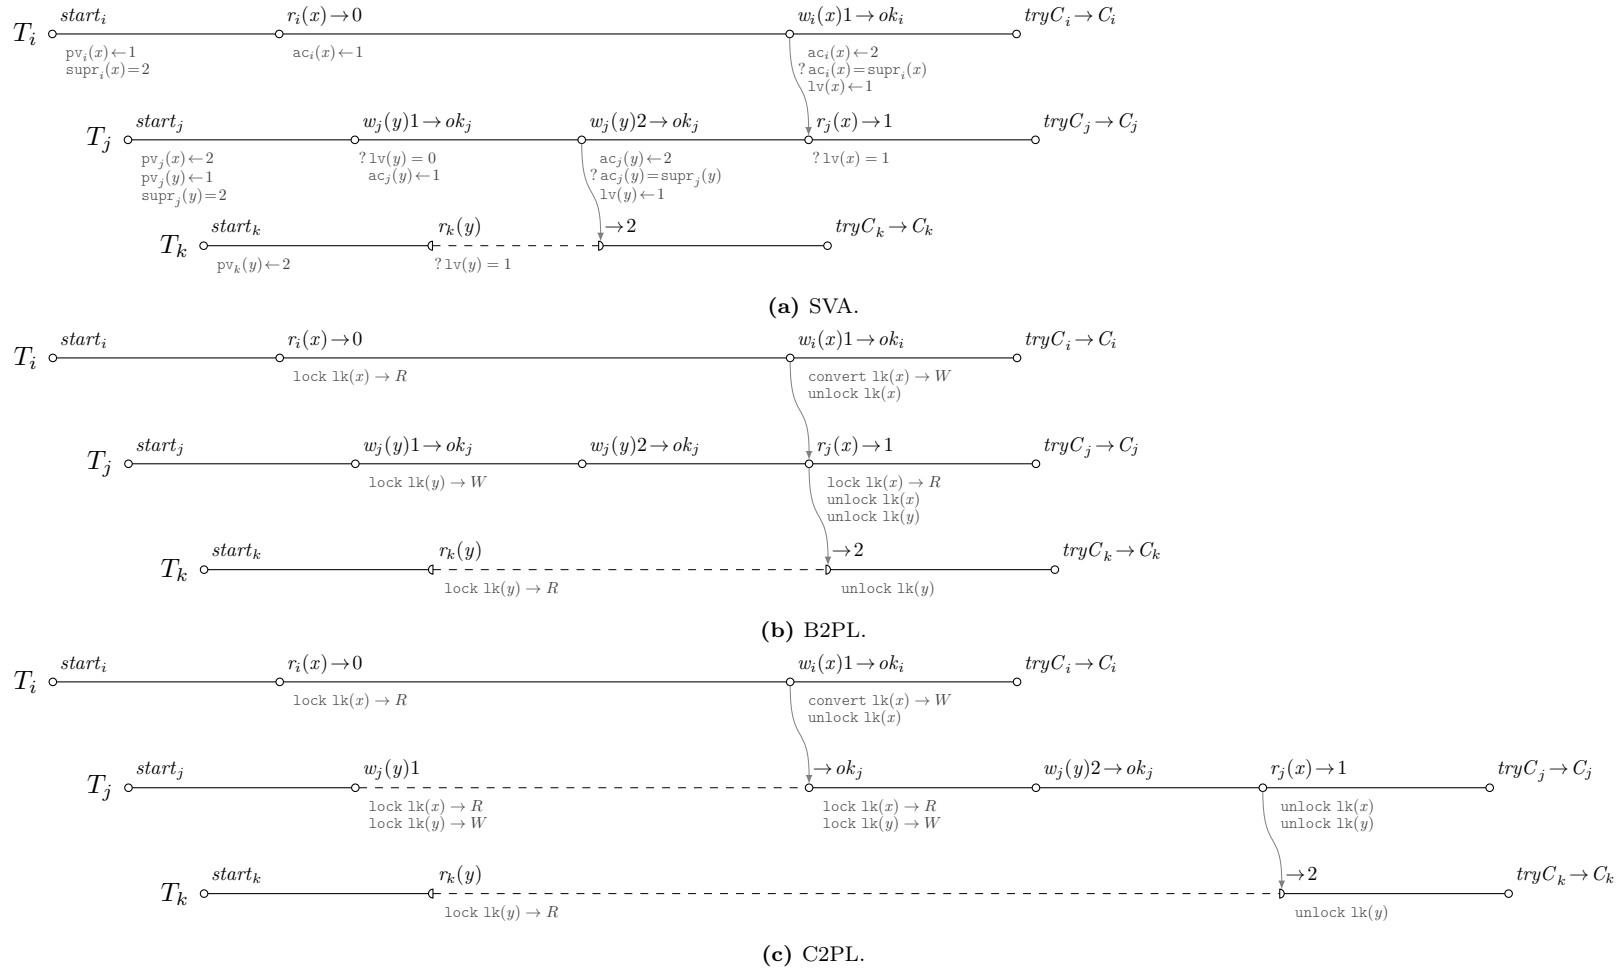 start_i r_i(x)→0 w_i(x)1→ok_i tryC_i→C_i
T_i
pv_i(x)←1 ac_i(x)←1 ac_i(x)←2
supr_i(x)=2 ?ac_i(x)=supr_i(x)
lv(x)←1
start_j w_j(y)1→ok_j w_j(y)2→ok_j r_j(x)→1 tryC_j→C_j
T_j
pv_j(x)←2 ?lv(y)=0 ac_j(y)←2 ?lv(x)=1
pv_j(y)←1 ac_j(y)←1 ?ac_j(y)=supr_j(y)
supr_j(y)=2 lv(y)←1
start_k r_k(y) →2 tryC_k→C_k
T_k
pv_k(y)←2 ?lv(y)=1
(a) SVA.
start_i r_i(x)→0 w_i(x)1→ok_i tryC_i→C_i
T_i
lock lk(x)→R convert lk(x)→W
unlock lk(x)
start_j w_j(y)1→ok_j w_j(y)2→ok_j r_j(x)→1 tryC_j→C_j
T_j
lock lk(y)→W lock lk(x)→R
unlock lk(x)
unlock lk(y)
start_k r_k(y) →2 tryC_k→C_k
T_k
lock lk(y)→R unlock lk(y)
(b) B2PL.
start_i r_i(x)→0 w_i(x)1→ok_i tryC_i→C_i
T_i
lock lk(x)→R convert lk(x)→W
unlock lk(x)
start_j w_j(y)1 →ok_j w_j(y)2→ok_j r_j(x)→1 tryC_j→C_j
T_j
lock lk(x)→R lock lk(x)→R unlock lk(x)
lock lk(y)→W lock lk(y)→W unlock lk(y)
start_k r_k(y) →2 tryC_k→C_k
T_k
lock lk(y)→R unlock lk(y)
(c) C2PL.